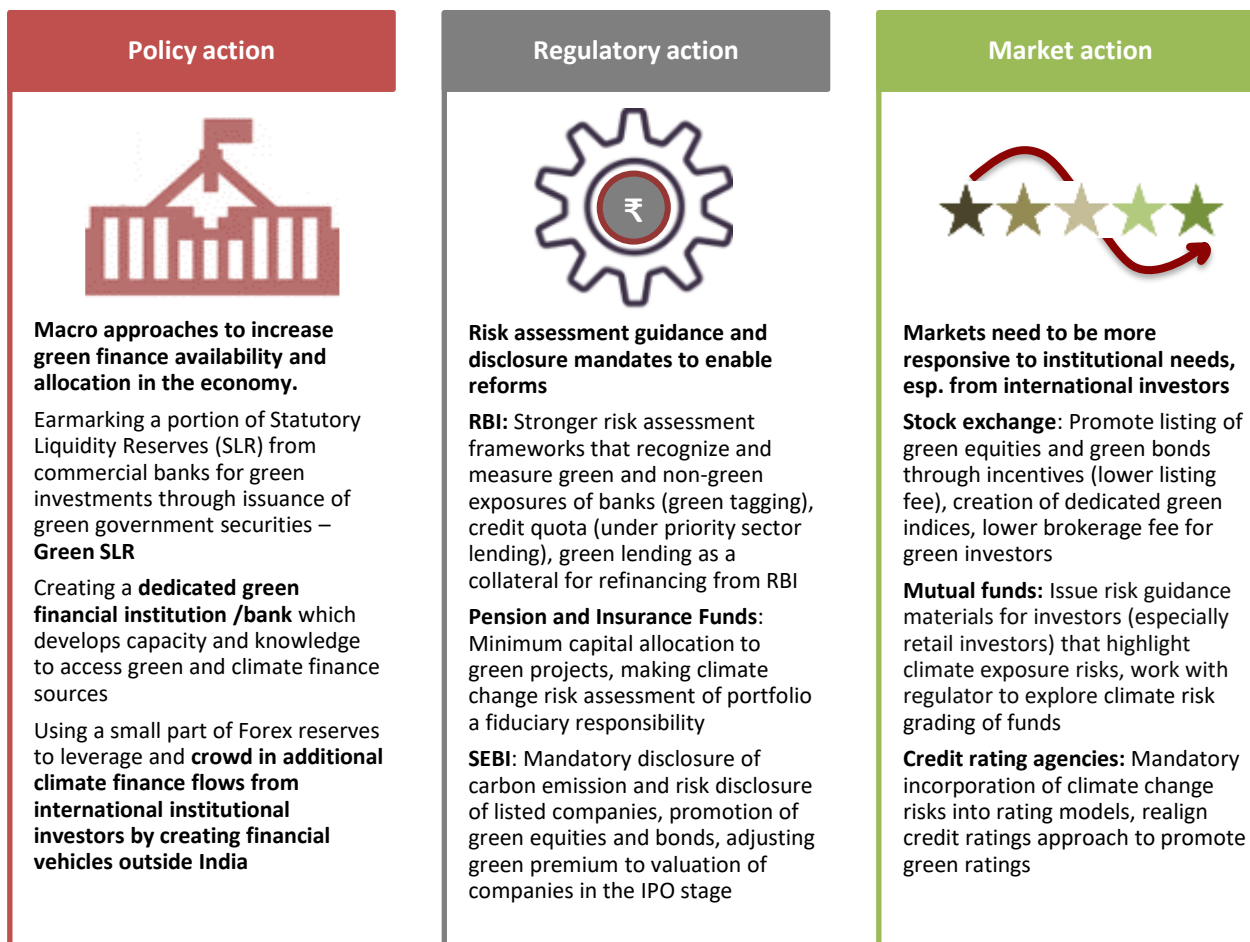 Policy action
Macro approaches to increase
green finance availability and
allocation in the economy.
Earmarking a portion of Statutory
Liquidity Reserves (SLR) from
commercial banks for green
investments through issuance of
green government securities –
Green SLR
Creating a dedicated green
financial institution /bank which
develops capacity and knowledge
to access green and climate finance
sources
Using a small part of Forex reserves
to leverage and crowd in additional
climate finance flows from
international institutional
investors by creating financial
vehicles outside India
Regulatory action
₹
Risk assessment guidance and
disclosure mandates to enable
reforms
RBI: Stronger risk assessment
frameworks that recognize and
measure green and non-green
exposures of banks (green tagging),
credit quota (under priority sector
lending), green lending as a
collateral for refinancing from RBI
Pension and Insurance Funds:
Minimum capital allocation to
green projects, making climate
change risk assessment of portfolio
a fiduciary responsibility
SEBI: Mandatory disclosure of
carbon emission and risk disclosure
of listed companies, promotion of
green equities and bonds, adjusting
green premium to valuation of
companies in the IPO stage
Market action
Markets need to be more
responsive to institutional needs,
esp. from international investors
Stock exchange: Promote listing of
green equities and green bonds
through incentives (lower listing
fee), creation of dedicated green
indices, lower brokerage fee for
green investors
Mutual funds: Issue risk guidance
materials for investors (especially
retail investors) that highlight
climate exposure risks, work with
regulator to explore climate risk
grading of funds
Credit rating agencies: Mandatory
incorporation of climate change
risks into rating models, realign
credit ratings approach to promote
green ratings